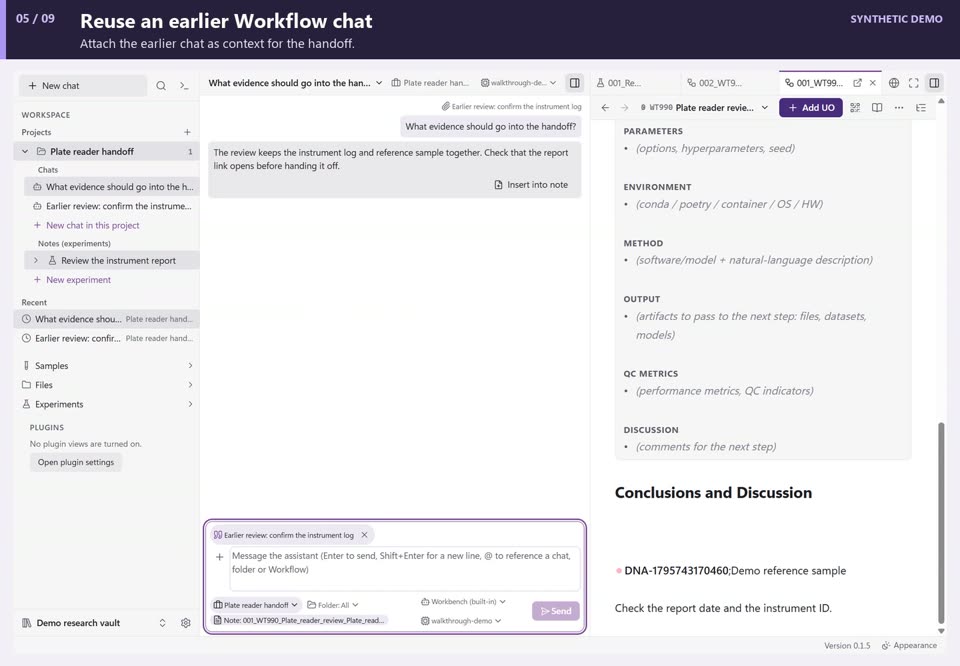 05 / 09
Reuse an earlier Workflow chat
SYNTHETIC DEMO
Attach the earlier chat as context for the handoff.
New chat
WORKSPACE
Projects
Plate reader handoff 1
Chats
What evidence should go into the h...
Earlier review: confirm the instrume...
New chat in this project
Notes (experiments)
Review the instrument report
New experiment
Recent
What evidence shou... Plate reader hand...
Earlier review: confir... Plate reader hand...
Samples
Files
Experiments
PLUGINS
No plugin views are turned on.
Open plugin settings
Demo research vault
What evidence should go into the han...
Plate reader han...
walkthrough-de...
Earlier review: confirm the instrument log
What evidence should go into the handoff?
The review keeps the instrument log and reference sample together. Check that the report
link opens before handing it off.
Insert into note
Earlier review: confirm the instrument log
Message the assistant (Enter to send, Shift+Enter for a new line, @ to reference a chat,
folder or Workflow)
Plate reader handoff
Folder: All
Workbench (built-in)
Note: 001_WT990_Plate_reader_review_Plate_read...
walkthrough-demo
Send
001_Re...
002_WT9...
001_WT99...
WT990 Plate reader revie...
Add UO
PARAMETERS
• (options, hyperparameters, seed)
ENVIRONMENT
• (conda / poetry / container / OS / HW)
METHOD
• (software/model + natural-language description)
OUTPUT
• (artifacts to pass to the next step: files, datasets,
models)
QC METRICS
• (performance metrics, QC indicators)
DISCUSSION
• (comments for the next step)
Conclusions and Discussion
DNA-1795743170460;Demo reference sample
Check the report date and the instrument ID.
Version 0.1.5
Appearance